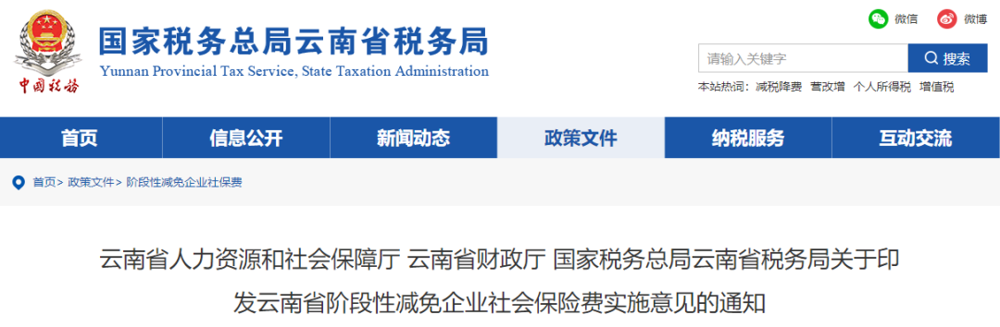 微信 微博
国家税务总局云南省税务局
Yunnan Provincial Tax Service, State Taxation Administration
中国税务
请输入关键字 搜索
本站热词： 减税降费 营改增 个人所得税 增值税
首页 信息公开 新闻动态 政策文件 纳税服务 互动交流
首页> 政策文件> 阶段性减免企业社保费
云南省人力资源和社会保障厅 云南省财政厅 国家税务总局云南省税务局关于印
发云南省阶段性减免企业社会保险费实施意见的通知